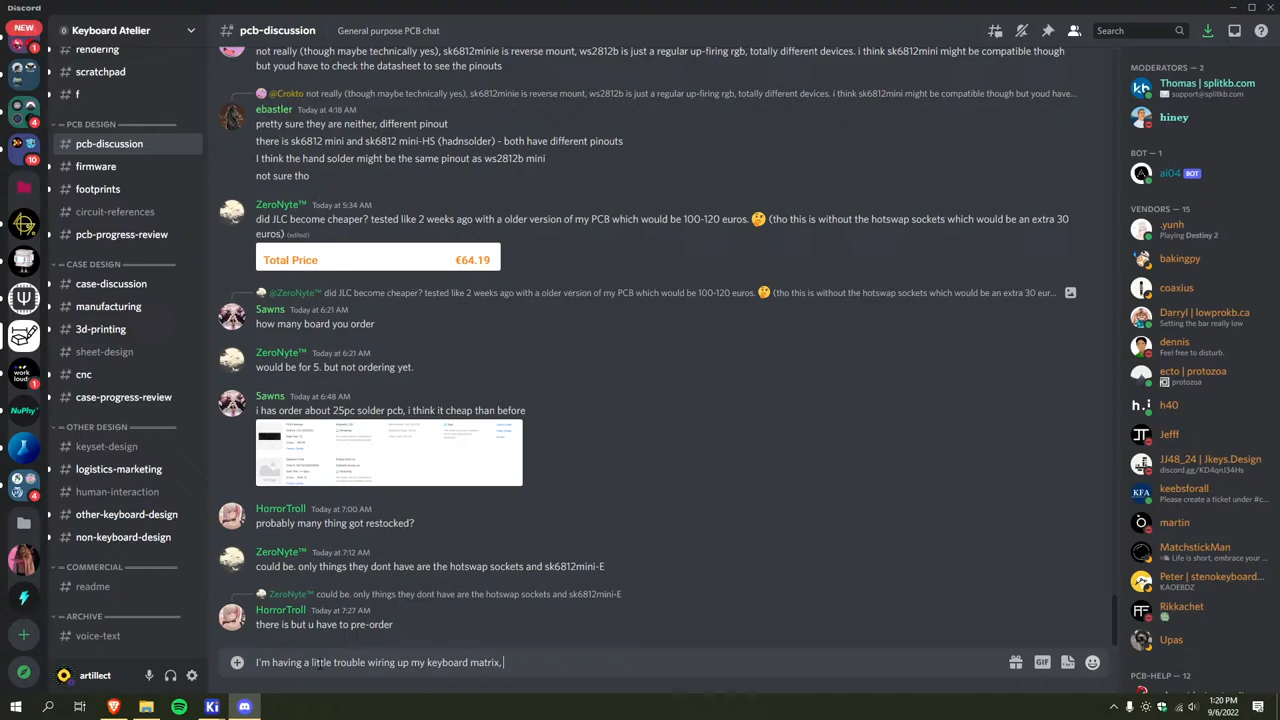 Discord
NEW
Keyboard Atelier
rendering
scratchpad
f
PCB DESIGN
pcb-discussion
firmware
footprints
circuit-references
pcb-progress-review
CASE DESIGN
case-discussion
manufacturing
3d-printing
sheet-design
cnc
case-progress-review
OTHER DESIGN
acoustics-marketing
human-interaction
other-keyboard-design
non-keyboard-design
COMMERCIAL
readme
ARCHIVE
voice-text
artillect
pcb-discussion General purpose PCB chat
Search
not really (though maybe technically yes), sk6812minie is reverse mount, ws2812b is just a regular up-firing rgb, totally different devices. i think sk6812mini might be compatible though
but youd have to check the datasheet to see the pinouts
@Crokto not really (though maybe technically yes), sk6812minie is reverse mount, ws2812b is just a regular up-firing rgb, totally different devices. i think sk6812mini might be compatible though but youd have to che...
ebastler Today at 4:18 AM
pretty sure they are neither, different pinout
there is sk6812 mini and sk6812 mini-HS (hadnsolder) - both have different pinouts
I think the hand solder might be the same pinout as ws2812b mini
not sure tho
ZeroNyte™ Today at 5:34 AM
did JLC become cheaper? tested like 2 weeks ago with a older version of my PCB which would be 100-120 euros. 🤔 (tho this is without the hotswap sockets which would be an extra 30
euros) (edited)
Total Price €64.19
@ZeroNyte™ did JLC become cheaper? tested like 2 weeks ago with a older version of my PCB which would be 100-120 euros. 🤔 (tho this is without the hotswap sockets which would be an extra 30 eur...
Sawns Today at 6:21 AM
how many board you order
ZeroNyte™ Today at 6:21 AM
would be for 5. but not ordering yet.
Sawns Today at 6:48 AM
i has order about 25pc solder pcb, i think it cheap than before
HorrorTroll Today at 7:00 AM
probably many thing got restocked?
ZeroNyte™ Today at 7:12 AM
could be. only things they dont have are the hotswap sockets and sk6812mini-E
ZeroNyte™ could be. only things they dont have are the hotswap sockets and sk6812mini-E
HorrorTroll Today at 7:27 AM
there is but u have to pre-order
I'm having a little trouble wiring up my keyboard matrix,
GIF
MODERATORS — 2
Thomas | splitkb.com
support@splitkb.com
hiney
BOT — 1
ai04 BOT
VENDORS — 15
.yunh
Playing Destiny 2
bakingpy
coaxius
Darryl | lowprokb.ca
Setting the bar really low
dennis
Feel free to disturb.
ecto | protozoa
protozoa
h40
Jeff
JJ48_24 | Jkeys.Design
discord.gg/KD4qnJ34Hs
keebsforall
Please create a ticket under #c...
martin
MatchstickMan
Life is short, embrace your ...
Peter | stenokeyboard...
KAOEBDZ
Rikkachet
Upas
PCB-HELP — 12
1:20 PM
9/6/2022